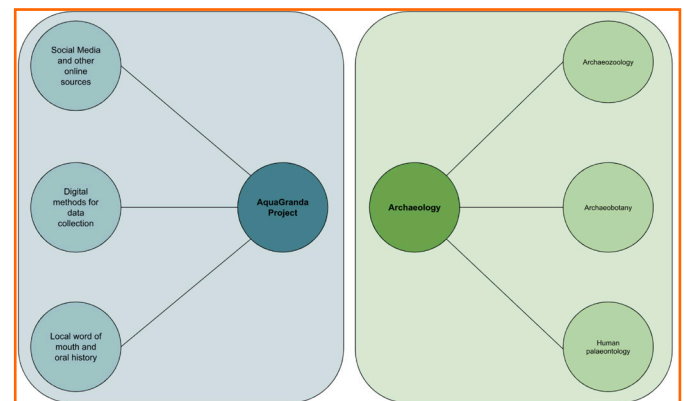 Social Media
and other
online
sources
Digital
methods for
data
collection
Local word of
mouth and
oral history
AquaGranda
Project
Archaeology
Archaeozoology
Archaeobotany
Human
palaeontology